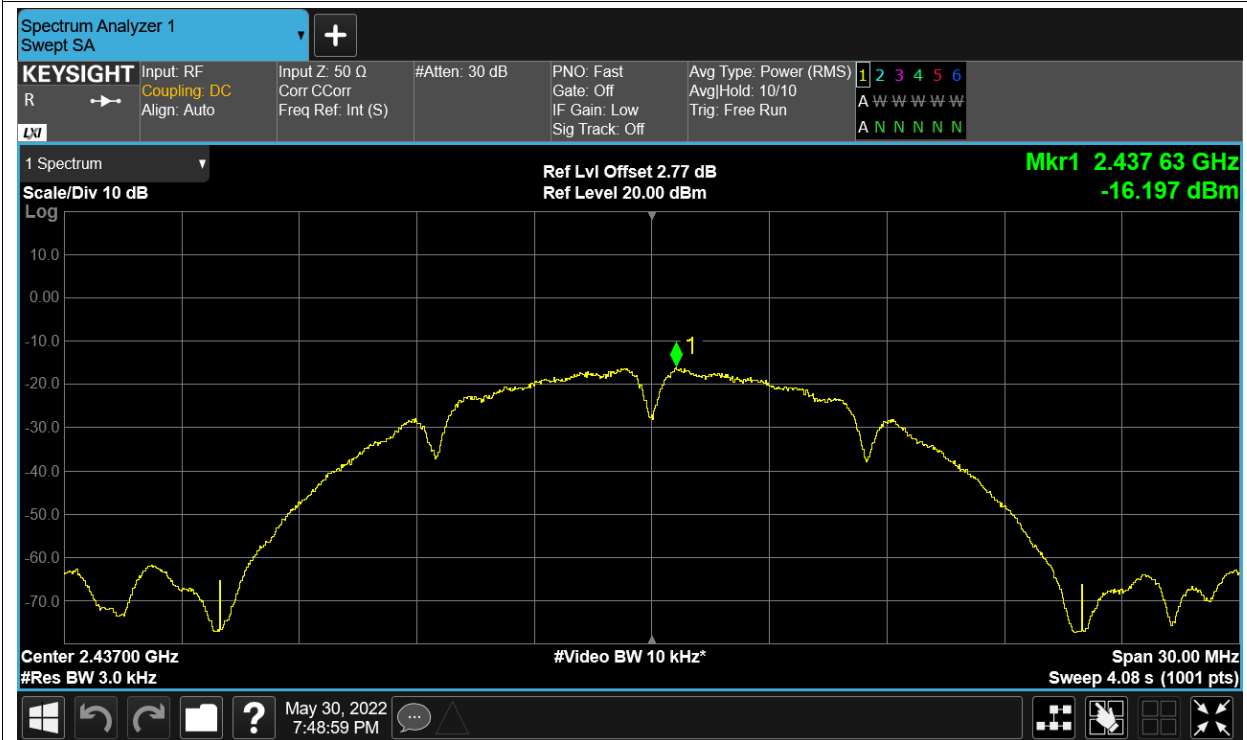 Spectrum Analyzer 1
Swept SA
KEYSIGHT
R
LXI
Input: RF
Coupling: DC
Align: Auto
Input Z: 50 Ω
Corr CCorr
Freq Ref: Int (S)
#Atten: 30 dB
PNO: Fast
Gate: Off
IF Gain: Low
Sig Track: Off
Avg Type: Power (RMS)
Avg|Hold: 10/10
Trig: Free Run
1 2 3 4 5 6
A W W W W W
A N N N N N
1 Spectrum
Scale/Div 10 dB
Log
Ref Lvl Offset 2.77 dB
Ref Level 20.00 dBm
Mkr1 2.437 63 GHz
-16.197 dBm
10.0
0.00
-10.0
-20.0
-30.0
-40.0
-50.0
-60.0
-70.0
1
Center 2.43700 GHz
#Res BW 3.0 kHz
#Video BW 10 kHz*
Span 30.00 MHz
Sweep 4.08 s (1001 pts)
?
May 30, 2022
7:48:59 PM